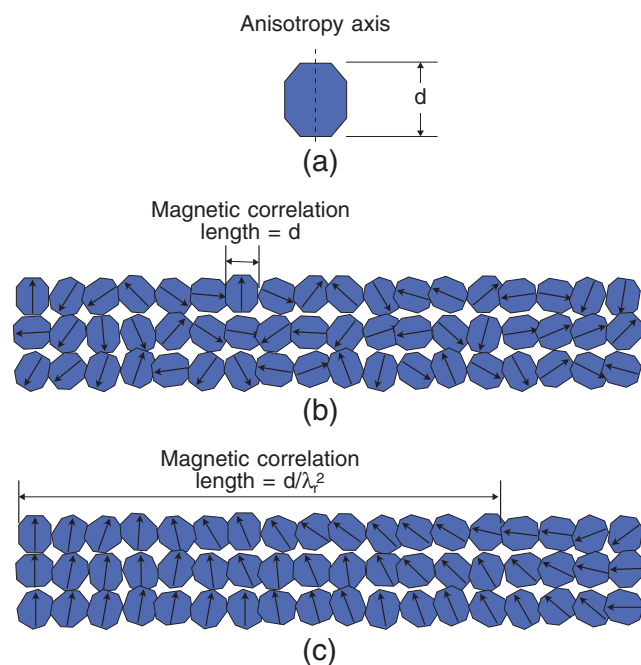 Anisotropy axis
d
(a)
Magnetic correlation
length = d
(b)
Magnetic correlation
length = d/λᵣ²
(c)